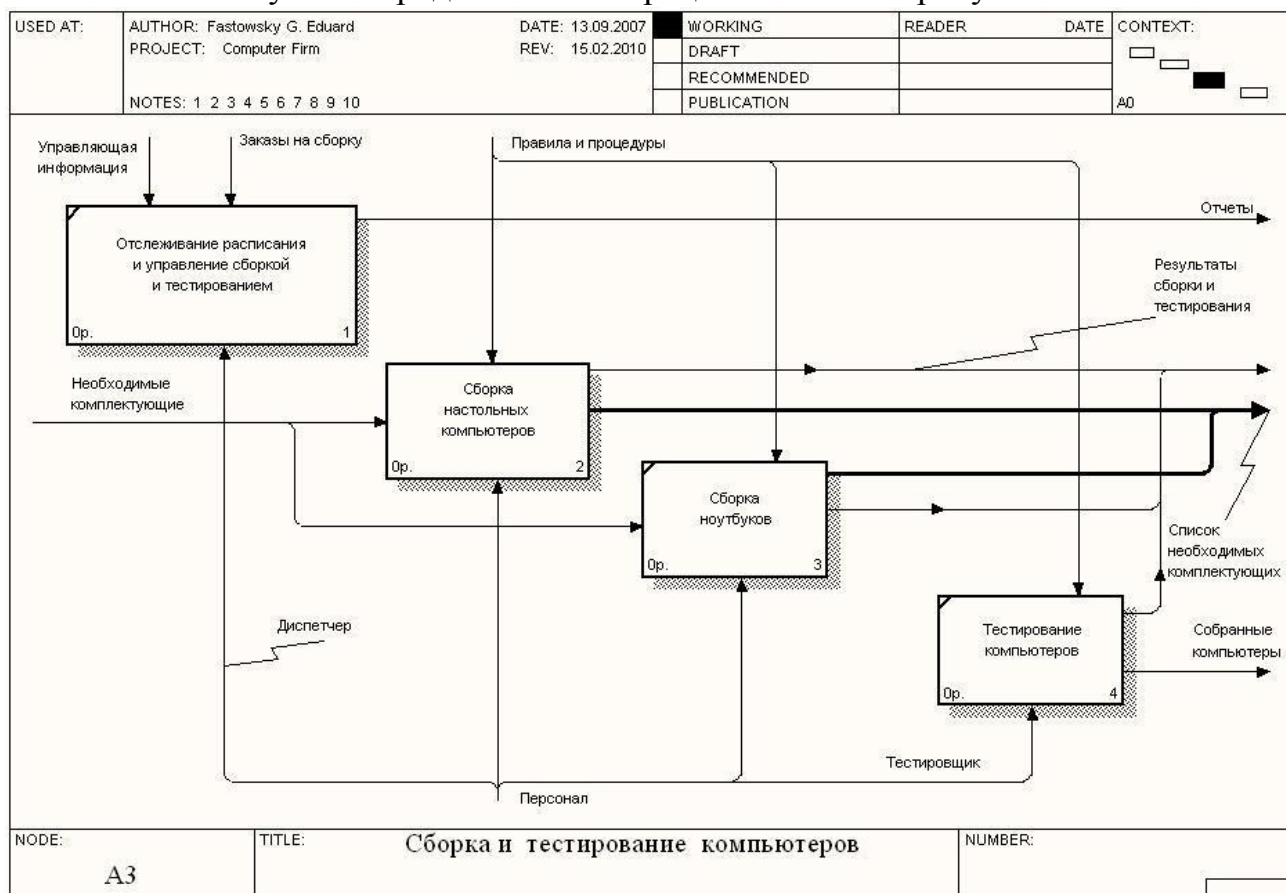 USED AT:
AUTHOR: Fastowsky G. Eduard
DATE: 13.09.2007
PROJECT: Computer Firm
REV: 15.02.2010
NOTES: 1 2 3 4 5 6 7 8 9 10
WORKING
DRAFT
RECOMMENDED
PUBLICATION
READER
DATE
CONTEXT:
A0
Управляющая
информация
Заказы на сборку
Правила и процедуры
Отчеты
Отслеживание расписания
и управление сборкой
и тестированием
0р.
1
Результаты
сборки и
тестирования
Необходимые
комплектующие
Сборка
настольных
компьютеров
0р.
2
Сборка
ноутбуков
0р.
3
Список
необходимых
комплектующих
Диспетчер
Тестирование
компьютеров
0р.
4
Собранные
компьютеры
Тестировщик
Персонал
NODE:
A3
TITLE:
Сборка и тестирование компьютеров
NUMBER: